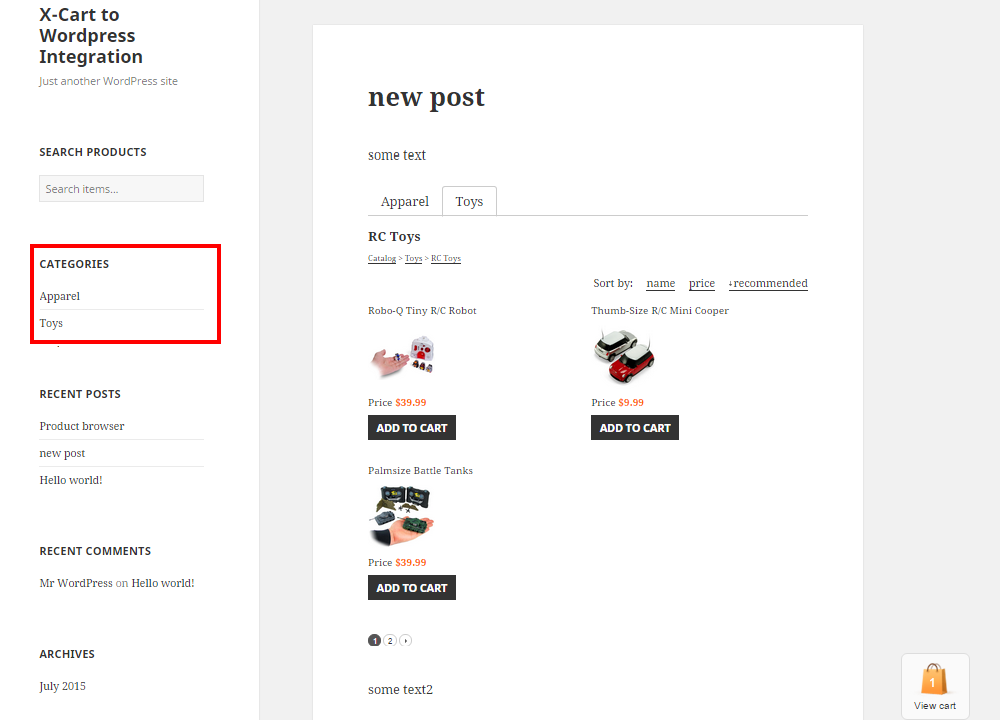 X-Cart to
Wordpress
Integration
Just another WordPress site
SEARCH PRODUCTS
Search items...
CATEGORIES
Apparel
Toys
RECENT POSTS
Product browser
new post
Hello world!
RECENT COMMENTS
Mr WordPress on Hello world!
ARCHIVES
July 2015
new post
some text
Apparel Toys
RC Toys
Catalog > Toys > RC Toys
Sort by: name price ↓recommended
Robo-Q Tiny R/C Robot Thumb-Size R/C Mini Cooper
Price $39.99 Price $9.99
ADD TO CART ADD TO CART
Palmsize Battle Tanks
Price $39.99
ADD TO CART
1 2 ›
some text2
1
View cart